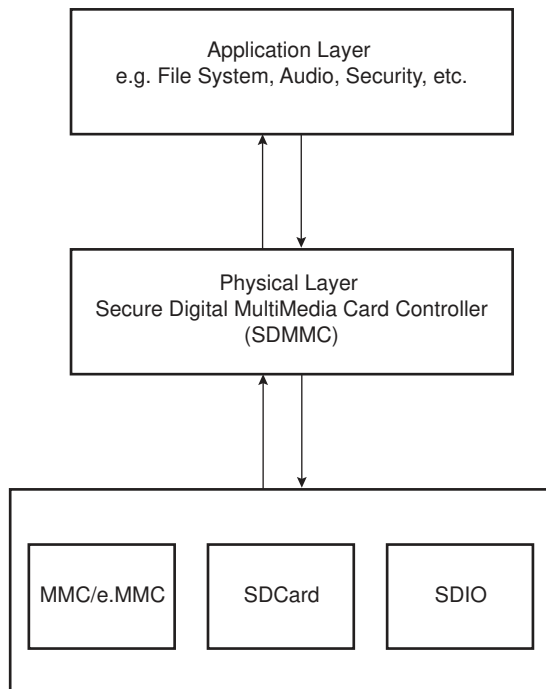 Application Layer
e.g. File System, Audio, Security, etc.
Physical Layer
Secure Digital MultiMedia Card Controller
(SDMMC)
MMC/e.MMC
SDCard
SDIO